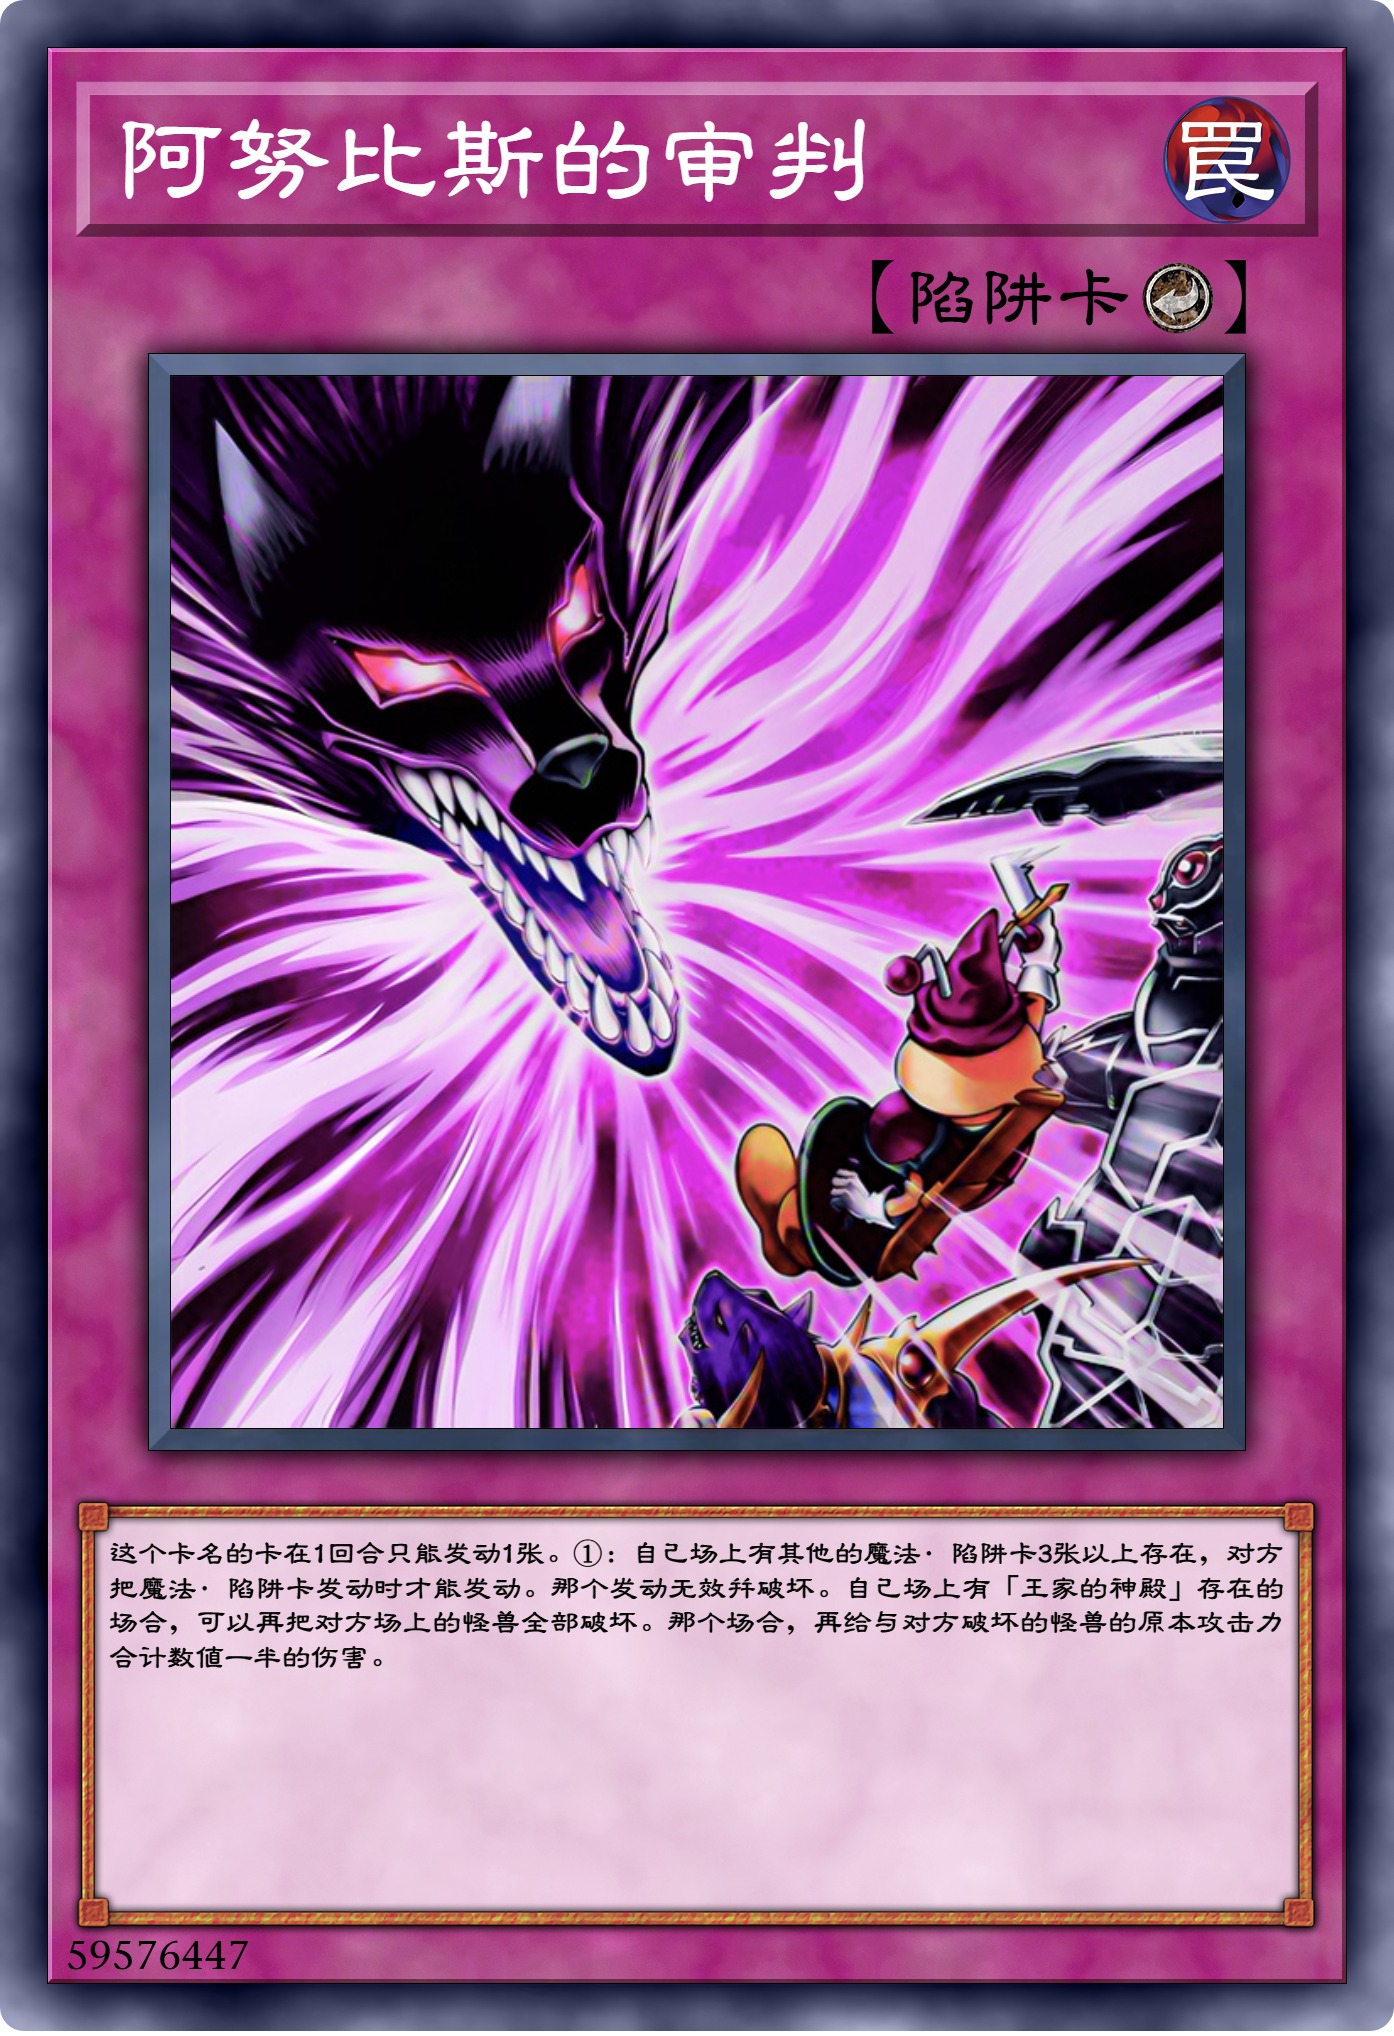 阿努比斯的审判
罠
【陷阱卡】
这个卡名的卡在1回合只能发动1张。①：自己场上有其他的魔法·陷阱卡3张以上存在，对方
把魔法·陷阱卡发动时才能发动。那个发动无效并破坏。自己场上有「王家的神殿」存在的
场合，可以再把对方场上的怪兽全部破坏。那个场合，再给与对方破坏的怪兽的原本攻击力
合计数值一半的伤害。
59576447